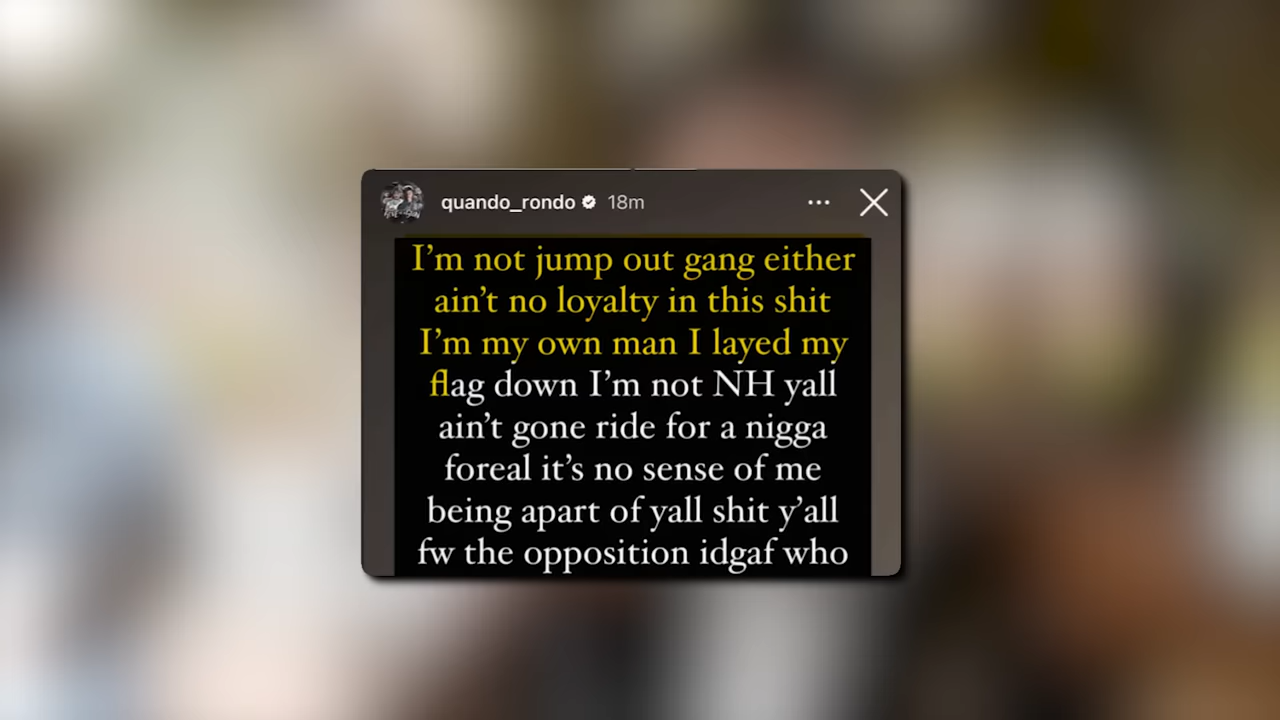 quando_rondo 18m
I'm not jump out gang either
ain't no loyalty in this shit
I'm my own man I layed my
flag down I'm not NH yall
ain't gone ride for a nigga
foreal it's no sense of me
being apart of yall shit y'all
fw the opposition idgaf who